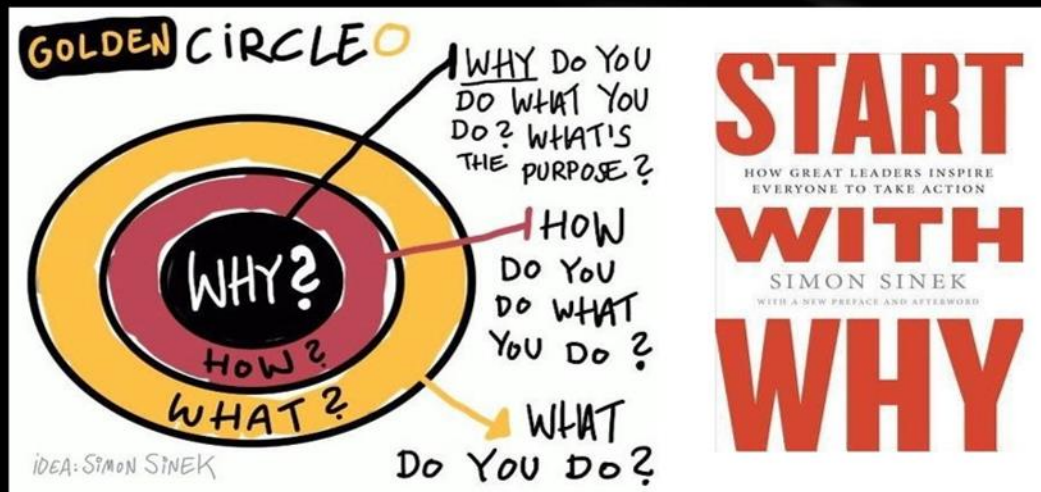 GOLDEN CIRCLE
WHY DO YOU
DO WHAT YOU
DO? WHAT'S
THE PURPOSE?
WHY?
HOW?
WHAT?
HOW
DO YOU
DO WHAT
YOU DO?
WHAT
DO YOU DO?
IDEA: SIMON SINEK
START
HOW GREAT LEADERS INSPIRE
EVERYONE TO TAKE ACTION
WITH
SIMON SINEK
WITH A NEW PREFACE AND AFTERWORD
WHY